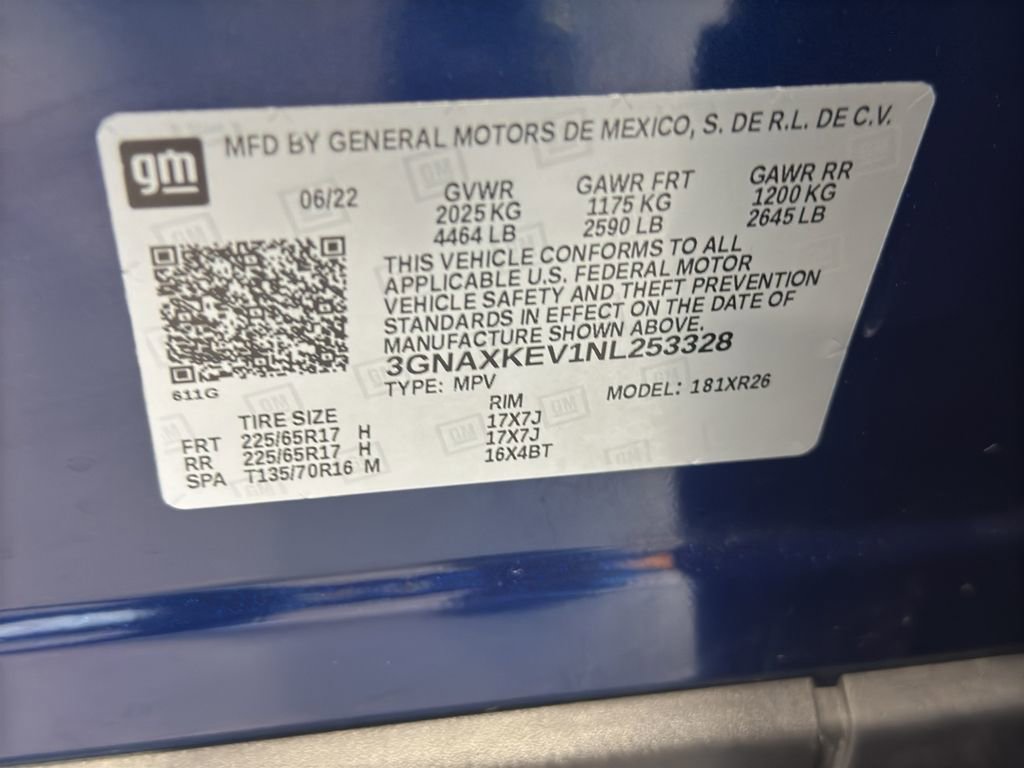 gm
MFD BY GENERAL MOTORS DE MEXICO, S. DE R.L. DE C.V.
06/22
GVWR
2025 KG
4464 LB
GAWR FRT
1175 KG
2590 LB
GAWR RR
1200 KG
2645 LB
THIS VEHICLE CONFORMS TO ALL
APPLICABLE U.S. FEDERAL MOTOR
VEHICLE SAFETY AND THEFT PREVENTION
STANDARDS IN EFFECT ON THE DATE OF
MANUFACTURE SHOWN ABOVE.
3GNAXKEV1NL253328
TYPE: MPV MODEL: 181XR26
611G
TIRE SIZE RIM
FRT 225/65R17 H 17X7J
RR 225/65R17 H 17X7J
SPA T135/70R16 M 16X4BT